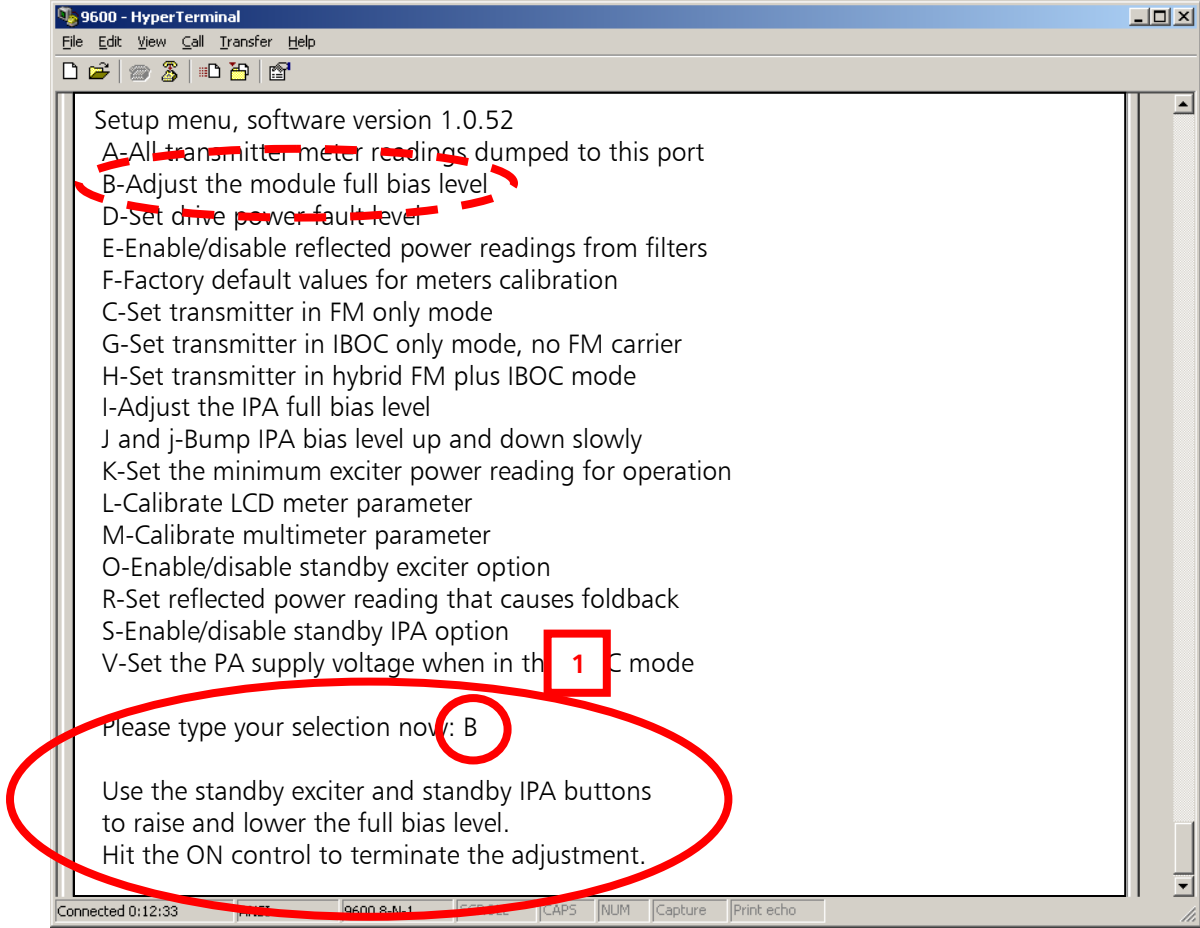 9600 - HyperTerminal
File Edit View Call Transfer Help
Setup menu, software version 1.0.52
A-All transmitter meter readings dumped to this port
B-Adjust the module full bias level
D-Set drive power fault level
E-Enable/disable reflected power readings from filters
F-Factory default values for meters calibration
C-Set transmitter in FM only mode
G-Set transmitter in IBOC only mode, no FM carrier
H-Set transmitter in hybrid FM plus IBOC mode
I-Adjust the IPA full bias level
J and j-Bump IPA bias level up and down slowly
K-Set the minimum exciter power reading for operation
L-Calibrate LCD meter parameter
M-Calibrate multimeter parameter
O-Enable/disable standby exciter option
R-Set reflected power reading that causes foldback
S-Enable/disable standby IPA option
V-Set the PA supply voltage when in th 1 C mode
Please type your selection now: B
Use the standby exciter and standby IPA buttons
to raise and lower the full bias level.
Hit the ON control to terminate the adjustment.
Connected 0:12:33 9600 8-N-1 CAPS NUM Capture Print echo